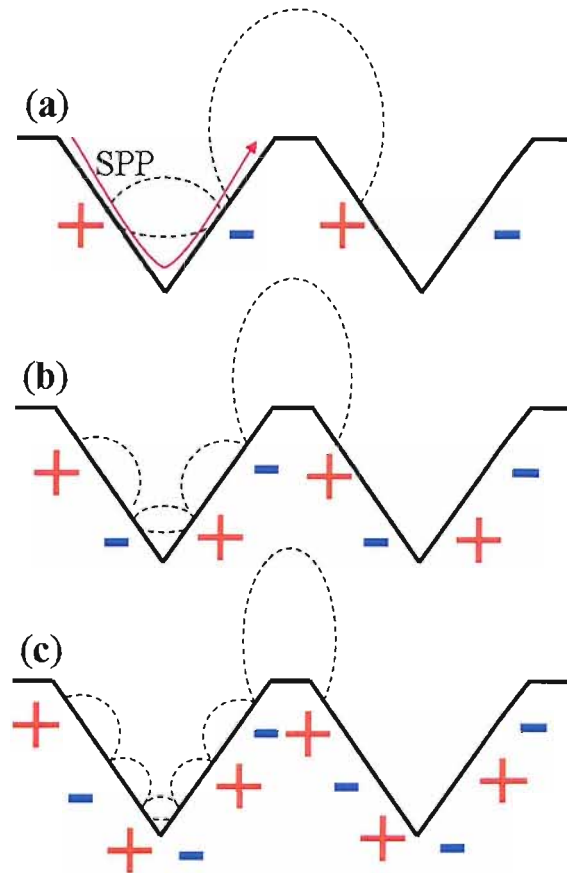 (a)
SPP
+ - + -
(b)
+ - + -
- + - +
(c)
+ - + -
- + - +
+ - + -